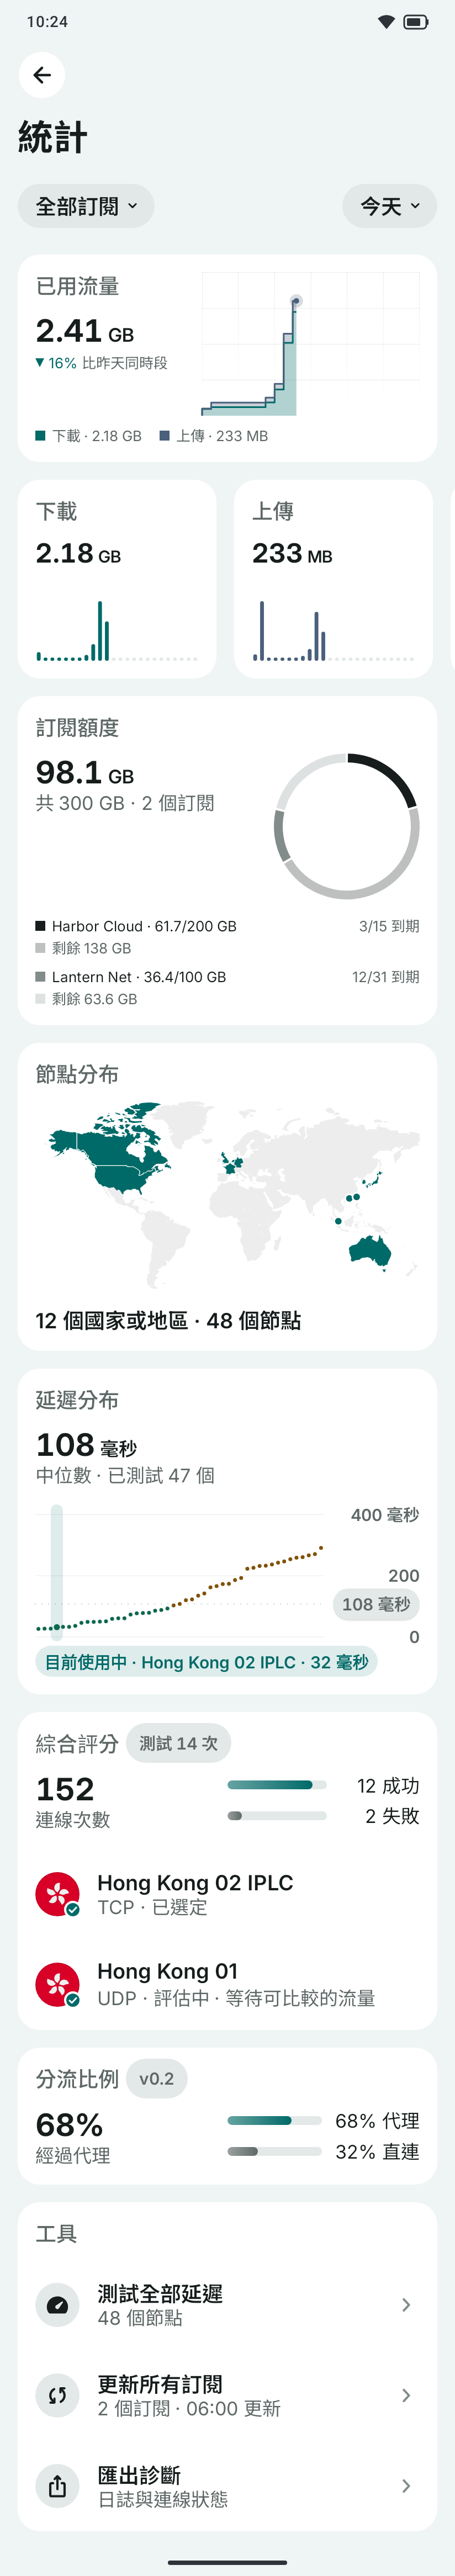 10:24
統計
全部訂閱
今天
已用流量
2.41 GB
▼ 16% 比昨天同時段
下載 · 2.18 GB
上傳 · 233 MB
下載
2.18 GB
上傳
233 MB
訂閱額度
98.1 GB
共 300 GB · 2 個訂閱
Harbor Cloud · 61.7/200 GB
3/15 到期
剩餘 138 GB
Lantern Net · 36.4/100 GB
12/31 到期
剩餘 63.6 GB
節點分布
12 個國家或地區 · 48 個節點
延遲分布
108 毫秒
中位數 · 已測試 47 個
400 毫秒
200
108 毫秒
0
目前使用中 · Hong Kong 02 IPLC · 32 毫秒
綜合評分
測試 14 次
152
連線次數
12 成功
2 失敗
Hong Kong 02 IPLC
TCP · 已選定
Hong Kong 01
UDP · 評估中 · 等待可比較的流量
分流比例
v0.2
68%
經過代理
68% 代理
32% 直連
工具
測試全部延遲
48 個節點
更新所有訂閱
2 個訂閱 · 06:00 更新
匯出診斷
日誌與連線狀態